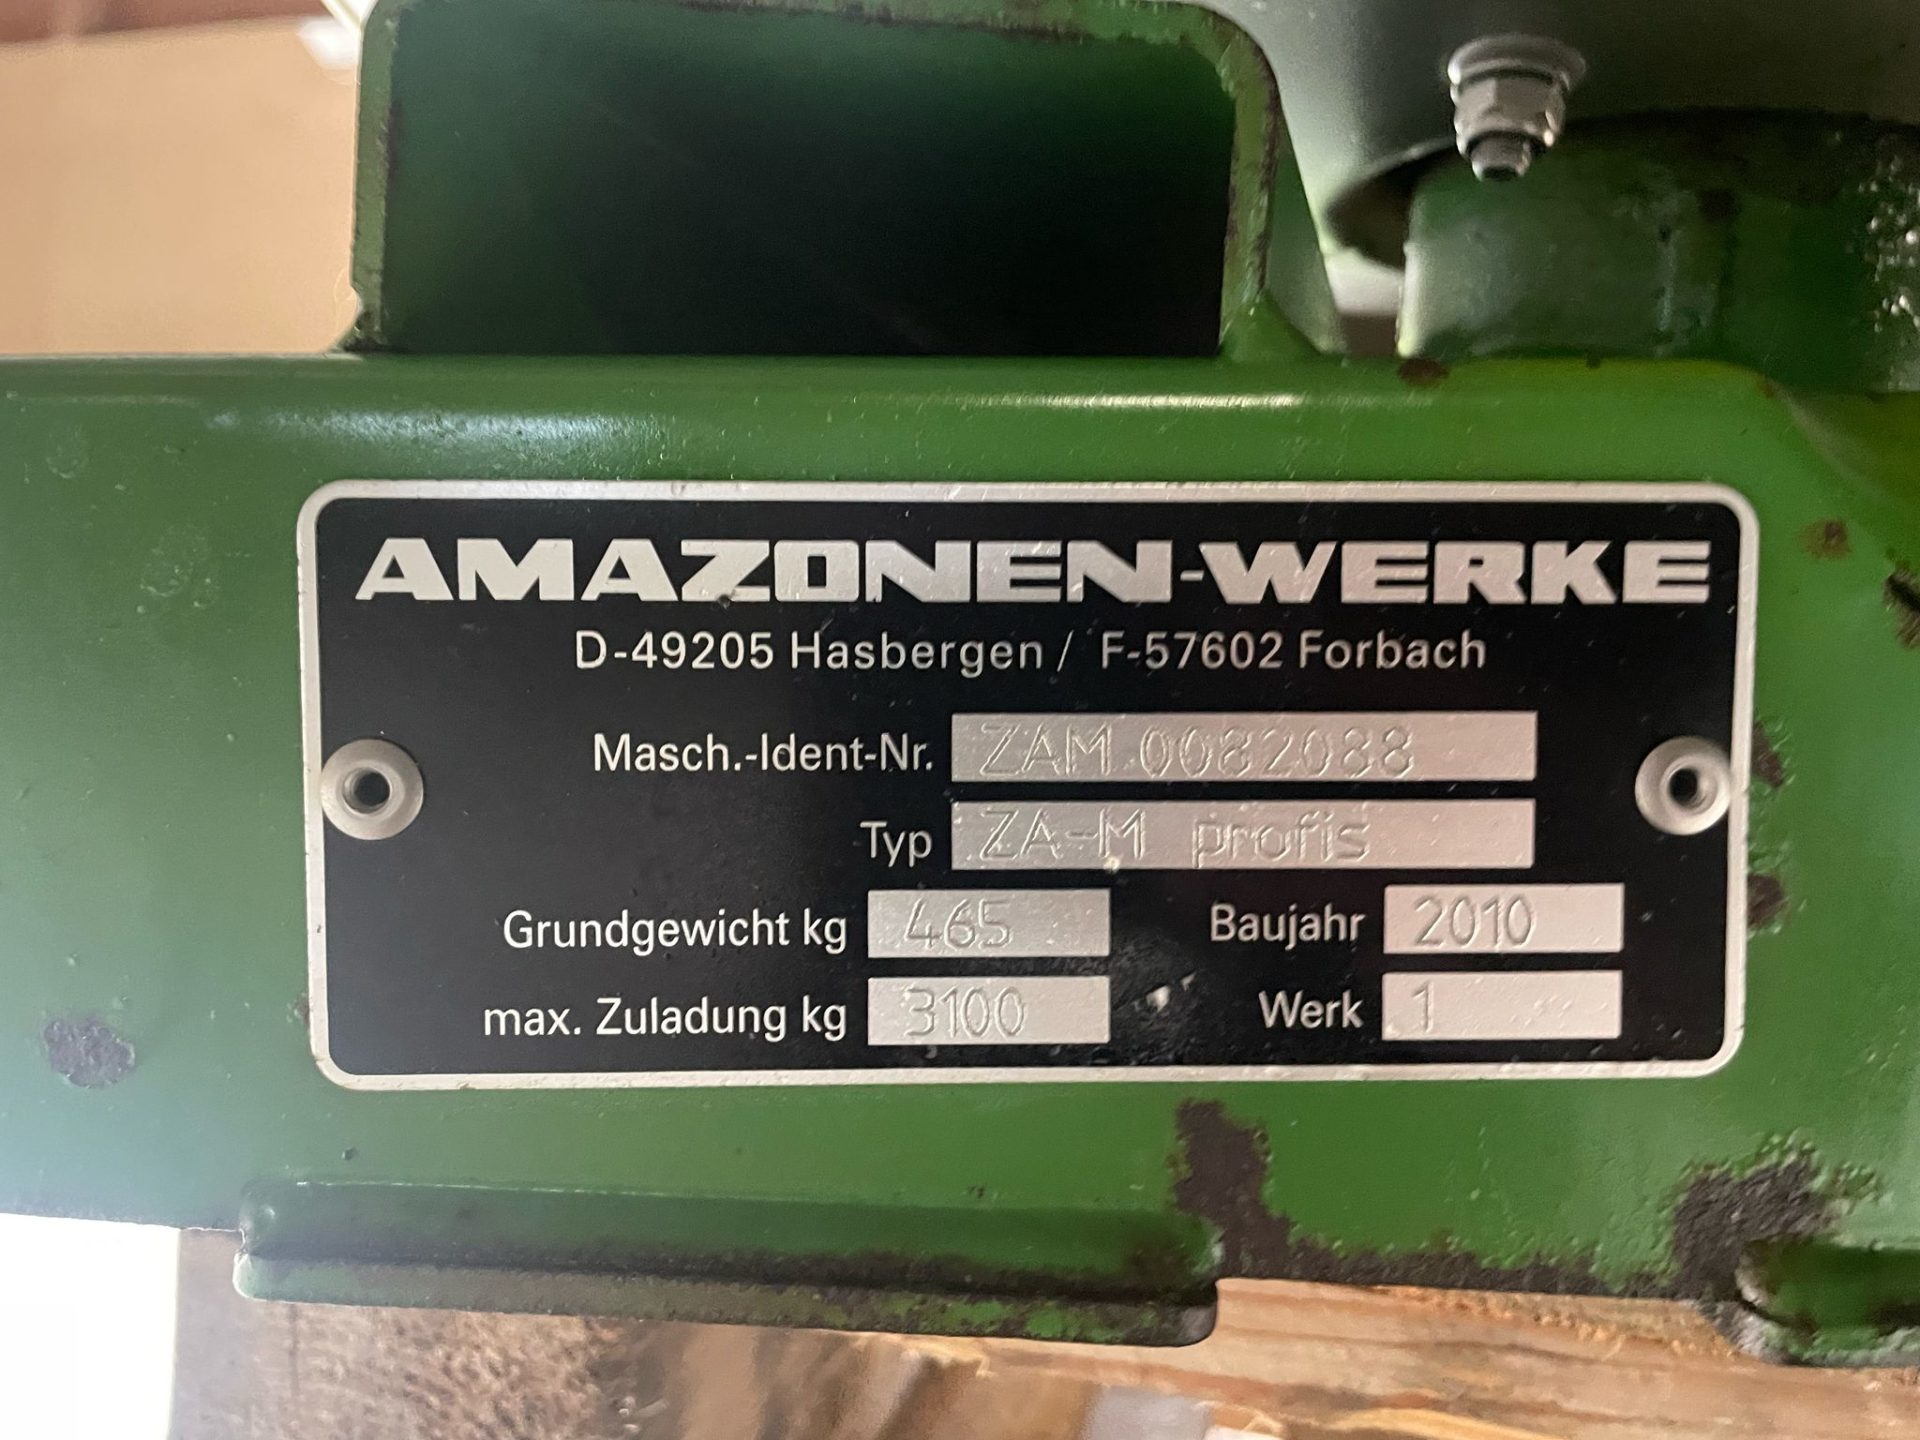 AMAZONEN-WERKE
D-49205 Hasbergen / F-57602 Forbach
Masch.-Ident-Nr. ZAM 0082088
Typ ZA-M profis
Grundgewicht kg 465 Baujahr 2010
max. Zuladung kg 3100 Werk 1